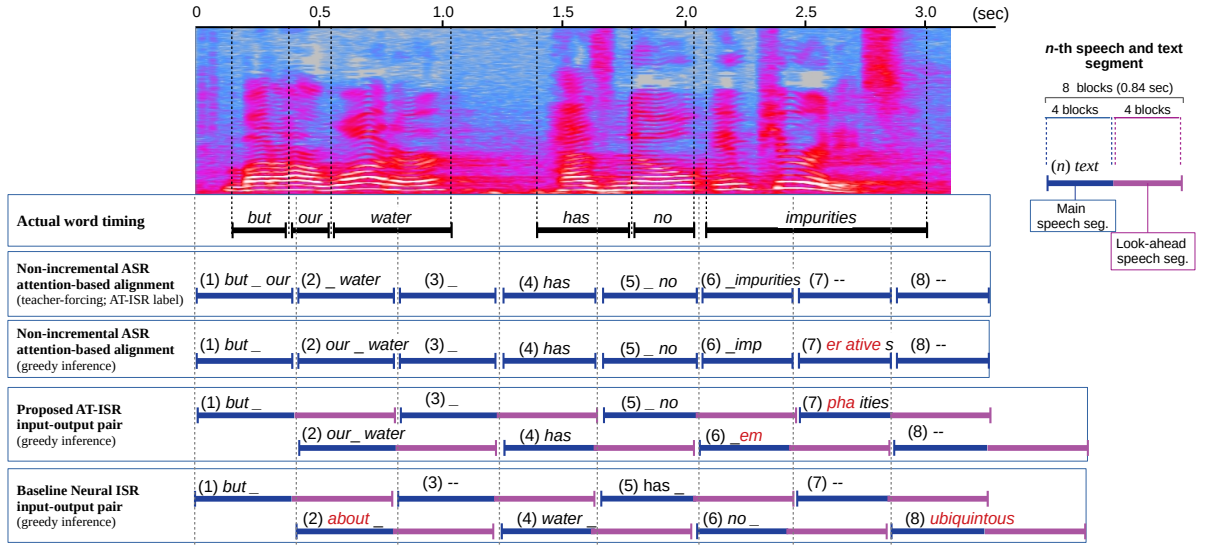 0 0.5 1.0 1.5 2.0 2.5 3.0 (sec)
n-th speech and text
segment
8 blocks (0.84 sec)
4 blocks 4 blocks
(n) text
Main
speech seg.
Look-ahead
speech seg.
Actual word timing
but our water has no impurities
Non-incremental ASR
attention-based alignment
(teacher-forcing; AT-ISR label)
(1) but _ our (2) _ water (3) _ (4) has (5) _ no (6) _impurities (7) -- (8) --
Non-incremental ASR
attention-based alignment
(greedy inference)
(1) but _ (2) our _ water (3) _ (4) has (5) _ no (6) _imp (7) er ative s (8) --
Proposed AT-ISR
input-output pair
(greedy inference)
(1) but _ (3) _ (5) _ no (7) pha ities
(2) our_ water (4) has (6) _em (8) --
Baseline Neural ISR
input-output pair
(greedy inference)
(1) but _ (3) -- (5) has _ (7) --
(2) about _ (4) water _ (6) no _ (8) ubiquintous